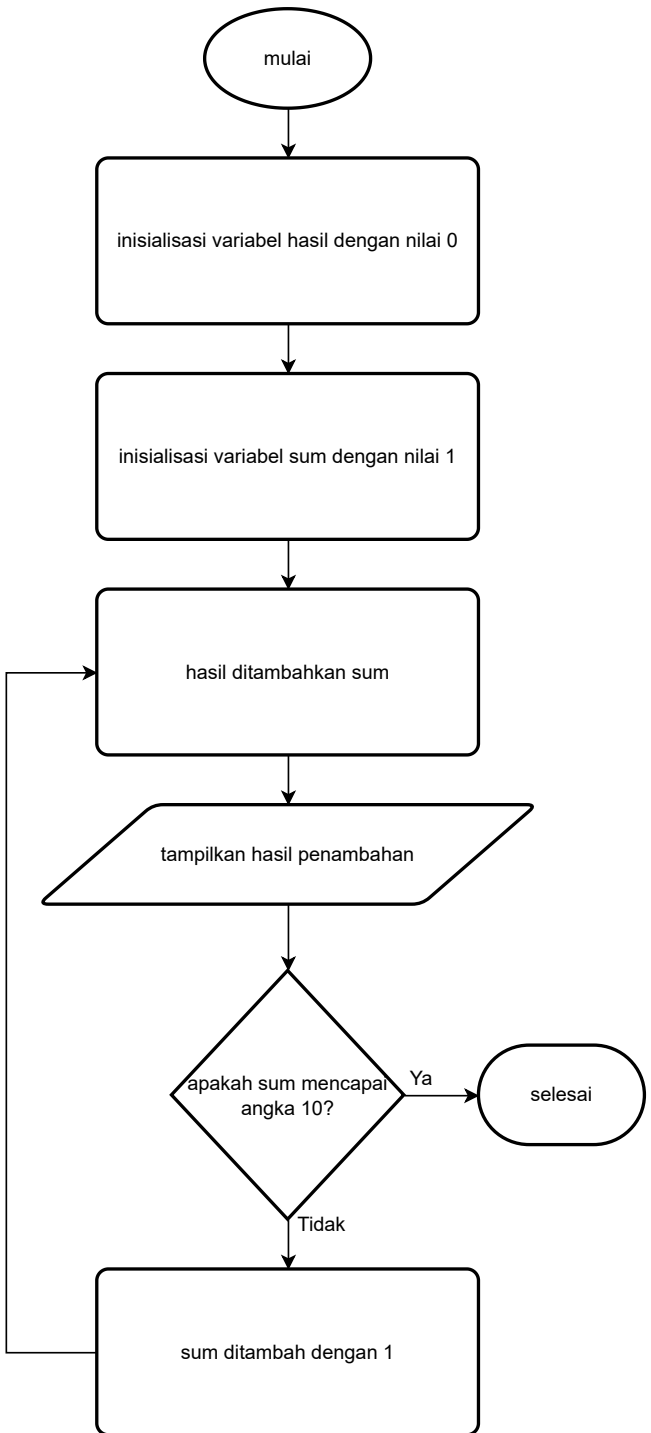 mulai
inisialisasi variabel hasil dengan nilai 0
inisialisasi variabel sum dengan nilai 1
hasil ditambahkan sum
tampilkan hasil penambahan
apakah sum mencapai
angka 10?
Ya
selesai
Tidak
sum ditambah dengan 1